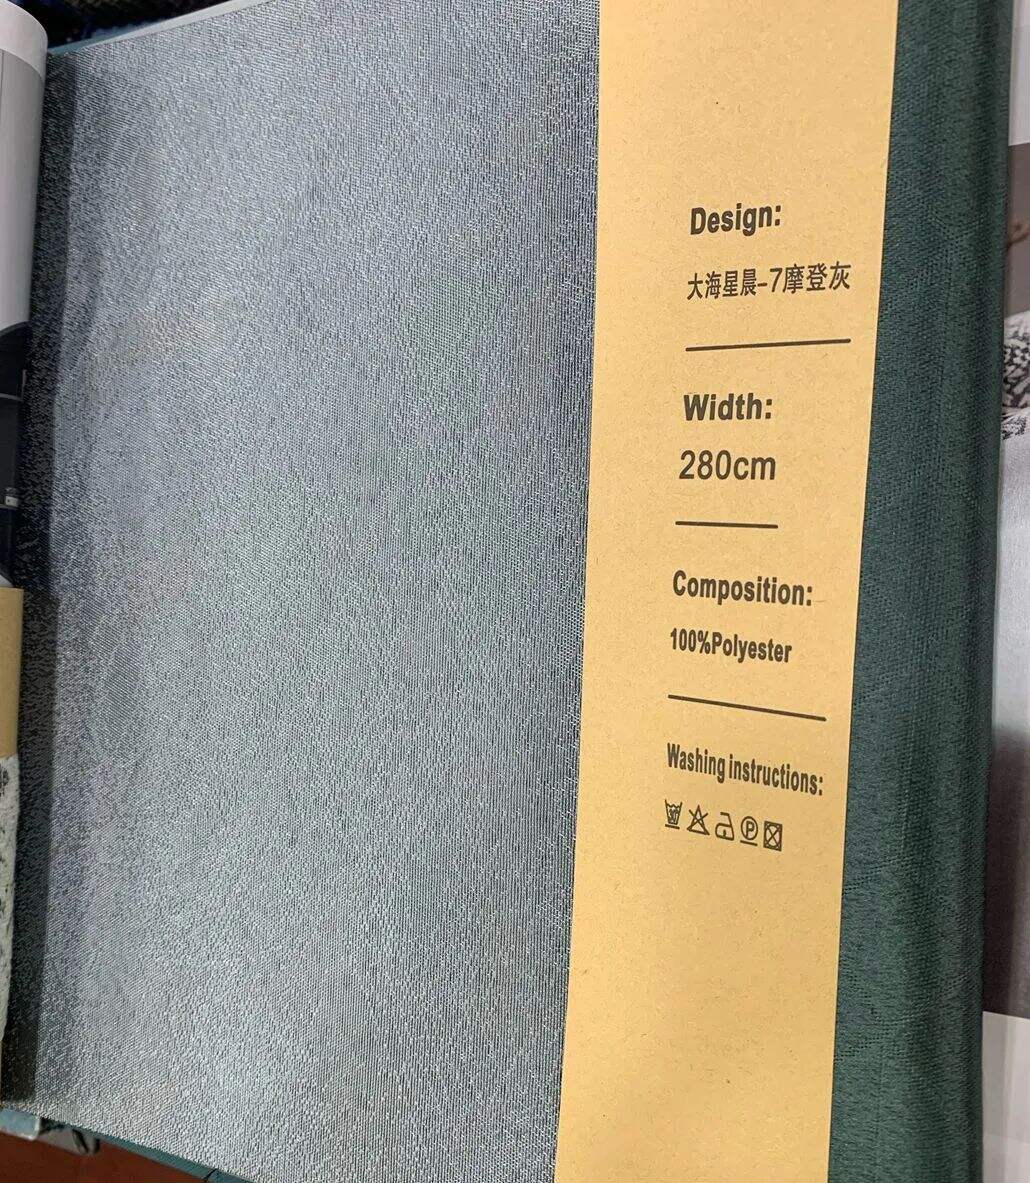 Design:
大海星晨-7摩登灰
Width:
280cm
Composition:
100%Polyester
Washing instructions:
P